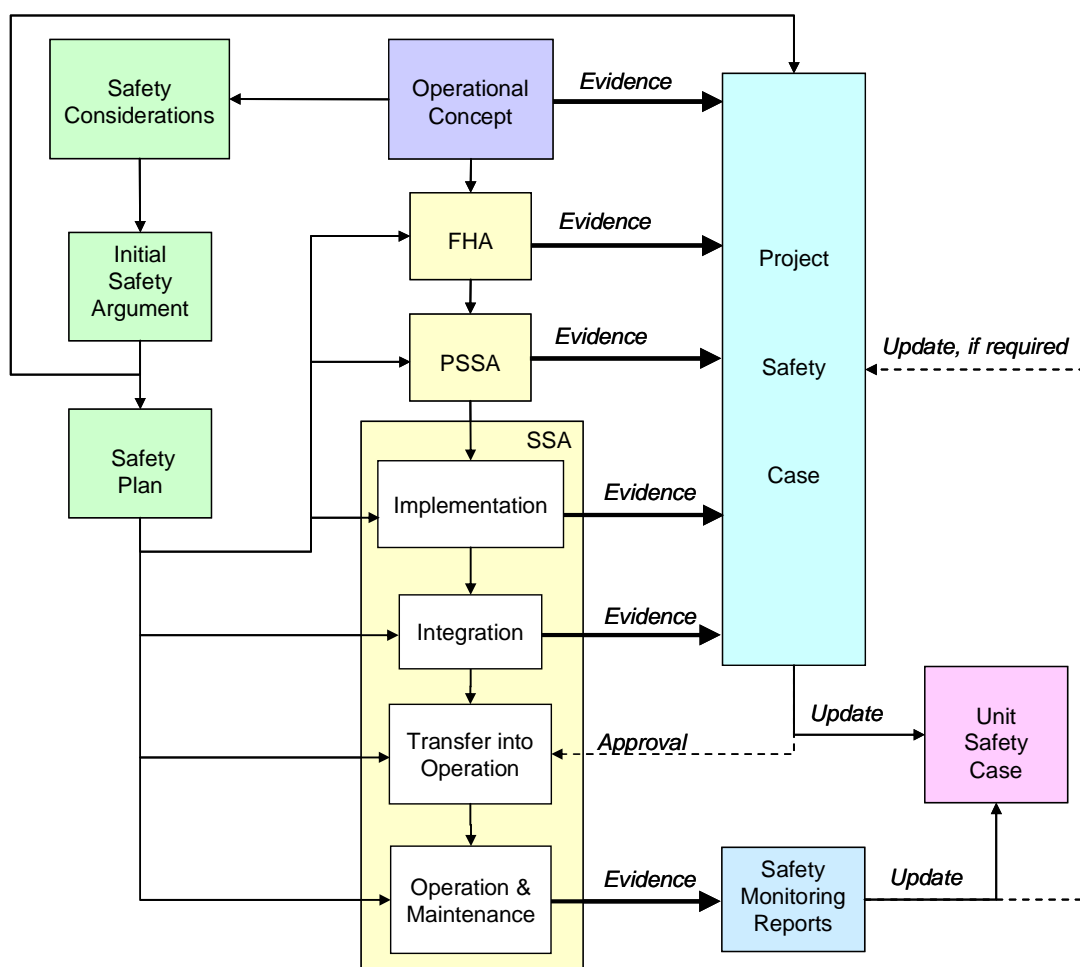 Safety
Considerations
Operational
Concept
Evidence
FHA
Evidence
Initial
Safety
Argument
Project
PSSA
Evidence
Safety
Update, if required
Safety
Plan
SSA
Implementation
Evidence
Case
Integration
Evidence
Transfer into
Operation
Approval
Update
Unit
Safety
Case
Operation &
Maintenance
Evidence
Safety
Monitoring
Reports
Update